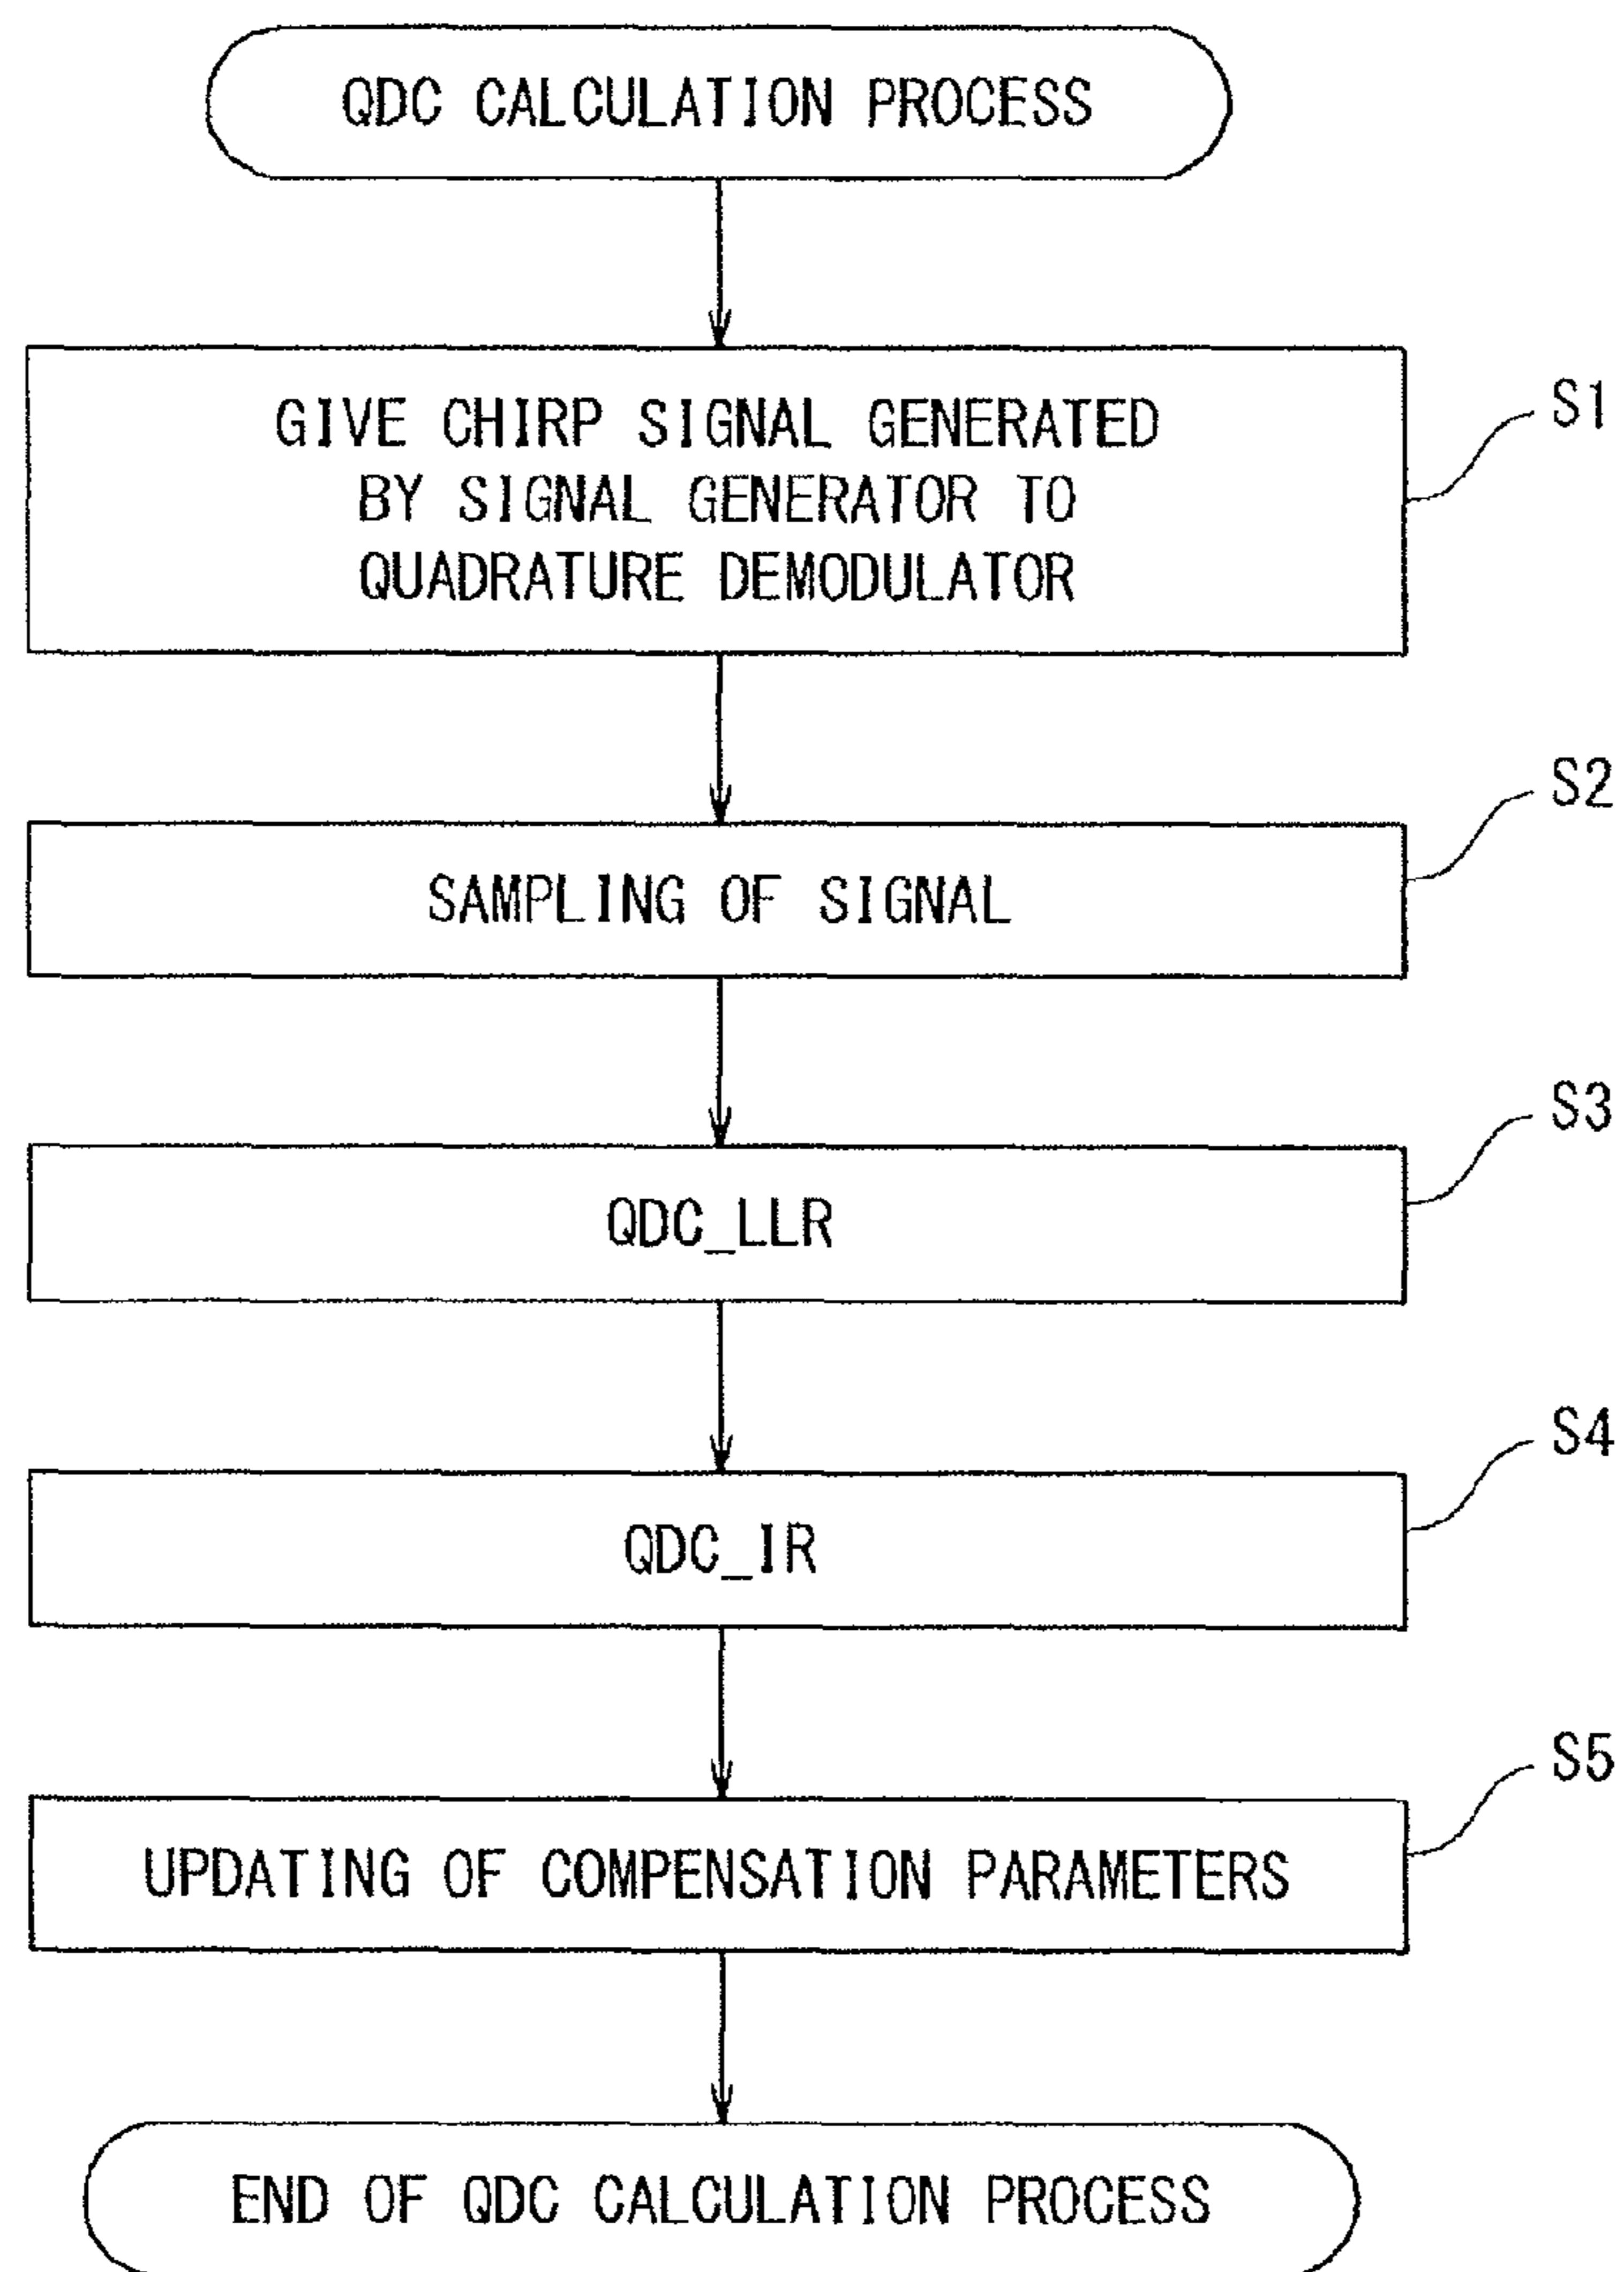 QDC CALCULATION PROCESS
GIVE CHIRP SIGNAL GENERATED
BY SIGNAL GENERATOR TO
QUADRATURE DEMODULATOR
S1
SAMPLING OF SIGNAL
S2
QDC_LLR
S3
QDC_IR
S4
UPDATING OF COMPENSATION PARAMETERS
S5
END OF QDC CALCULATION PROCESS